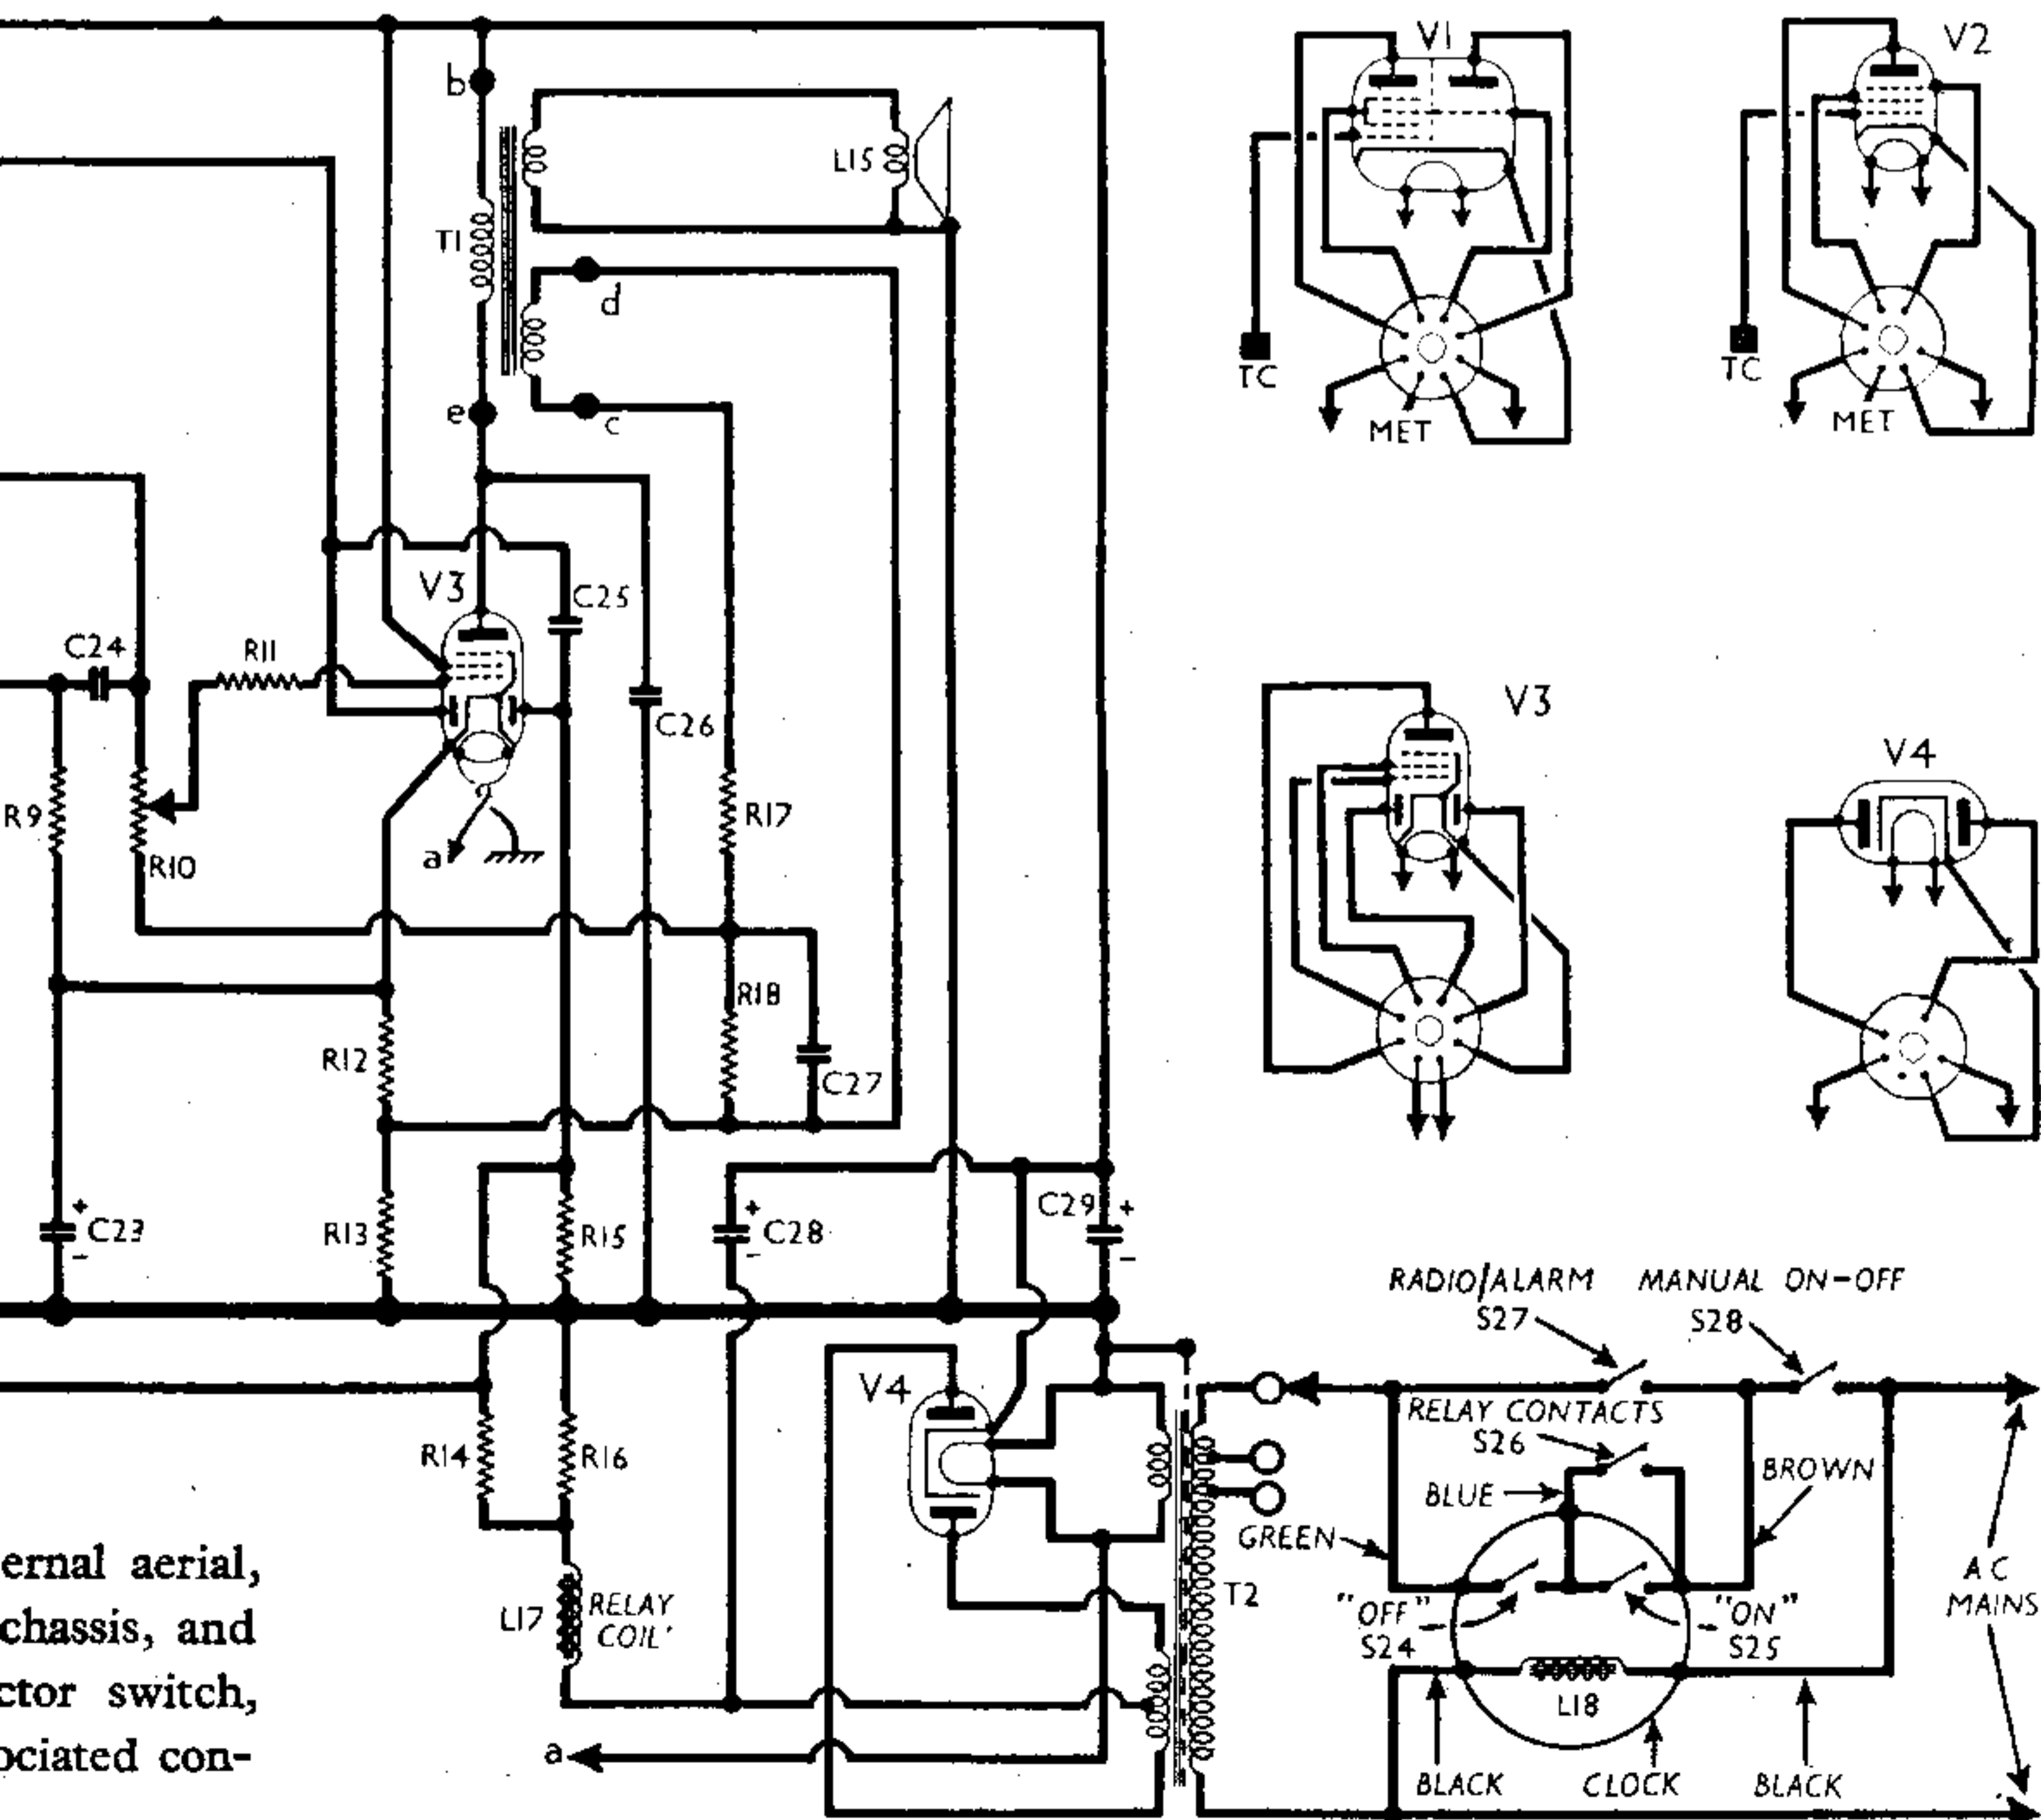 V1
V2
b
L15
T1
d
e
c
TC
MET
TC
MET
V3
C25
C24
R11
C26
V3
V4
R9
R10
R17
a
R18
R12
C27
C23
+
-
R13
R15
+
C28
-
C29
+
-
RADIO/ALARM
S27
MANUAL ON-OFF
S28
V4
RELAY CONTACTS
S26
R14
R16
BLUE
BROWN
GREEN
ernal aerial,
chassis, and
ctor switch,
ociated con-
L17
RELAY
COIL'
T2
"OFF"
S24
"ON"
S25
AC
MAINS
L18
a
BLACK
CLOCK
BLACK